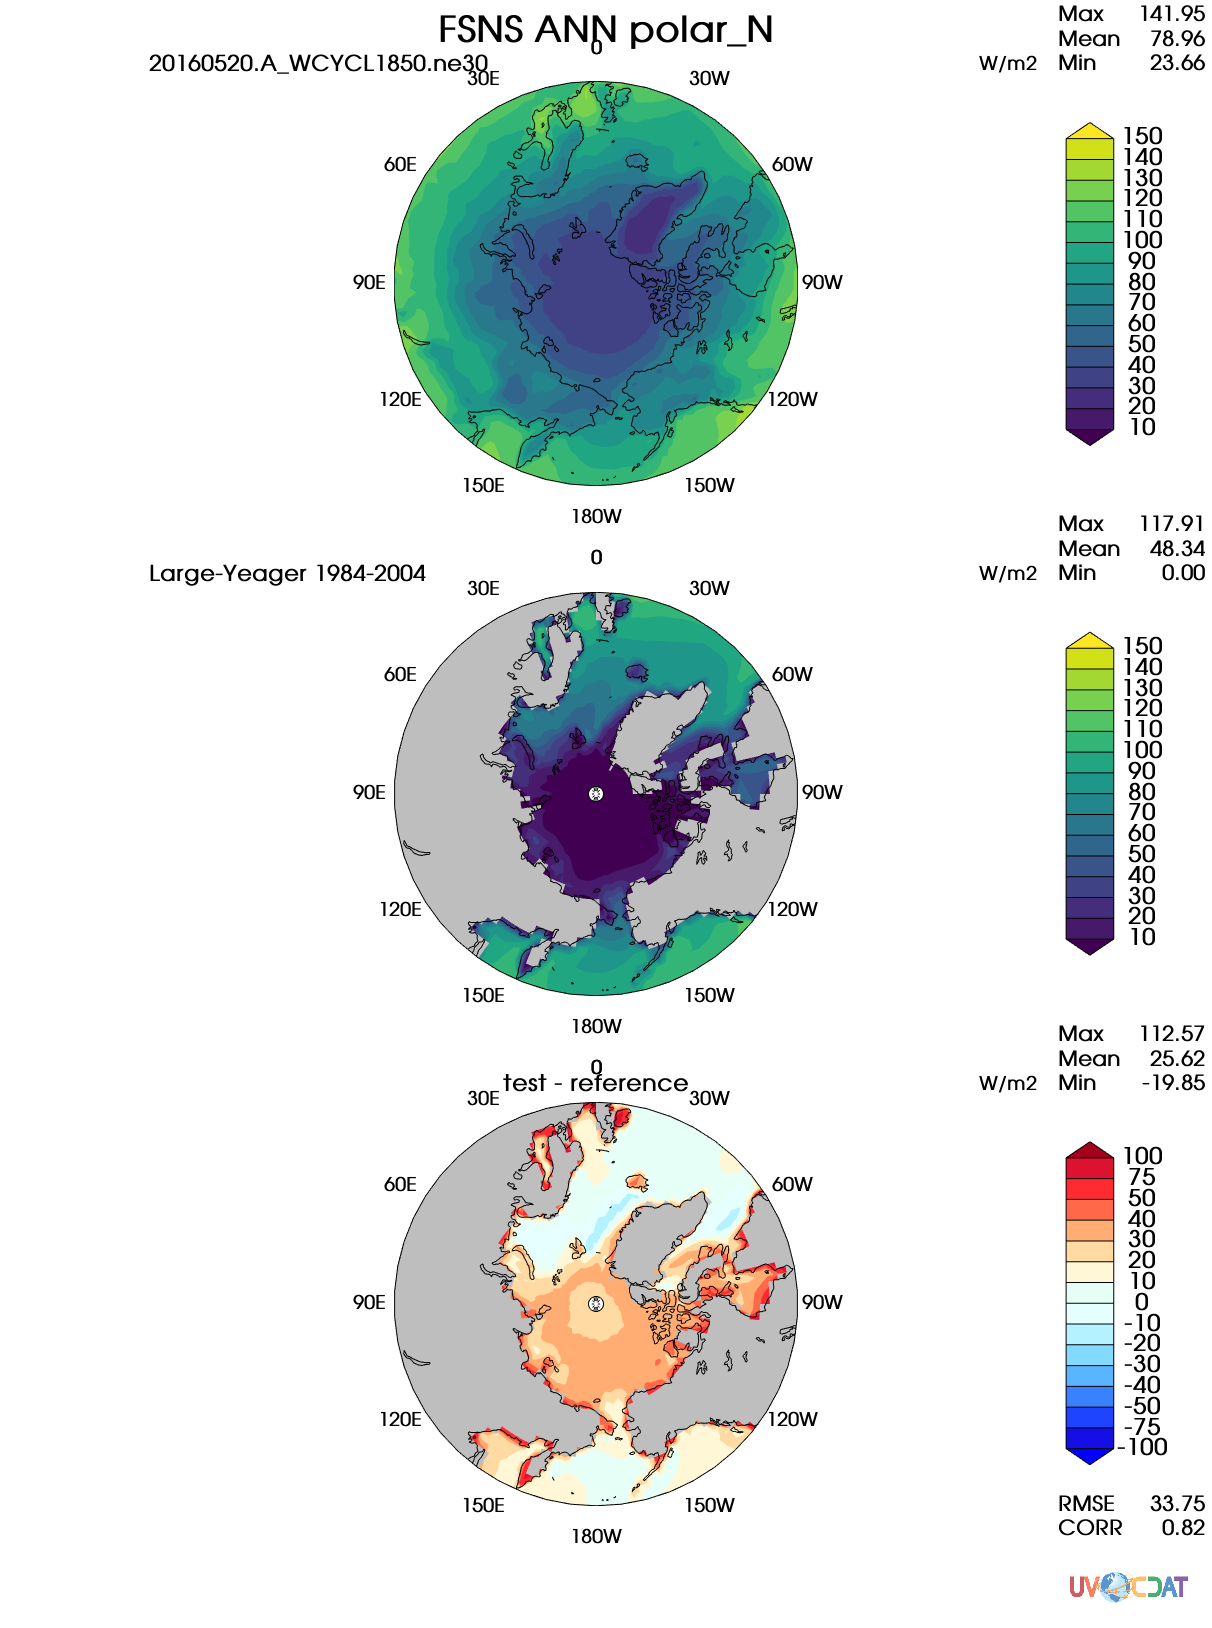 FSNS ANN polar_N
20160520.A_WCYCL1850.ne30
W/m2
Max 141.95
Mean 78.96
Min 23.66
0
30E
30W
60E
60W
90E
90W
120E
120W
150E
150W
180W
150
140
130
120
110
100
90
80
70
60
50
40
30
20
10
Large-Yeager 1984-2004
W/m2
Max 117.91
Mean 48.34
Min 0.00
0
30E
30W
60E
60W
90E
90W
120E
120W
150E
150W
180W
150
140
130
120
110
100
90
80
70
60
50
40
30
20
10
test - reference
W/m2
Max 112.57
Mean 25.62
Min -19.85
0
30E
30W
60E
60W
90E
90W
120E
120W
150E
150W
180W
100
75
50
40
30
20
10
0
-10
-20
-30
-40
-50
-75
-100
RMSE 33.75
CORR 0.82
UV CDAT